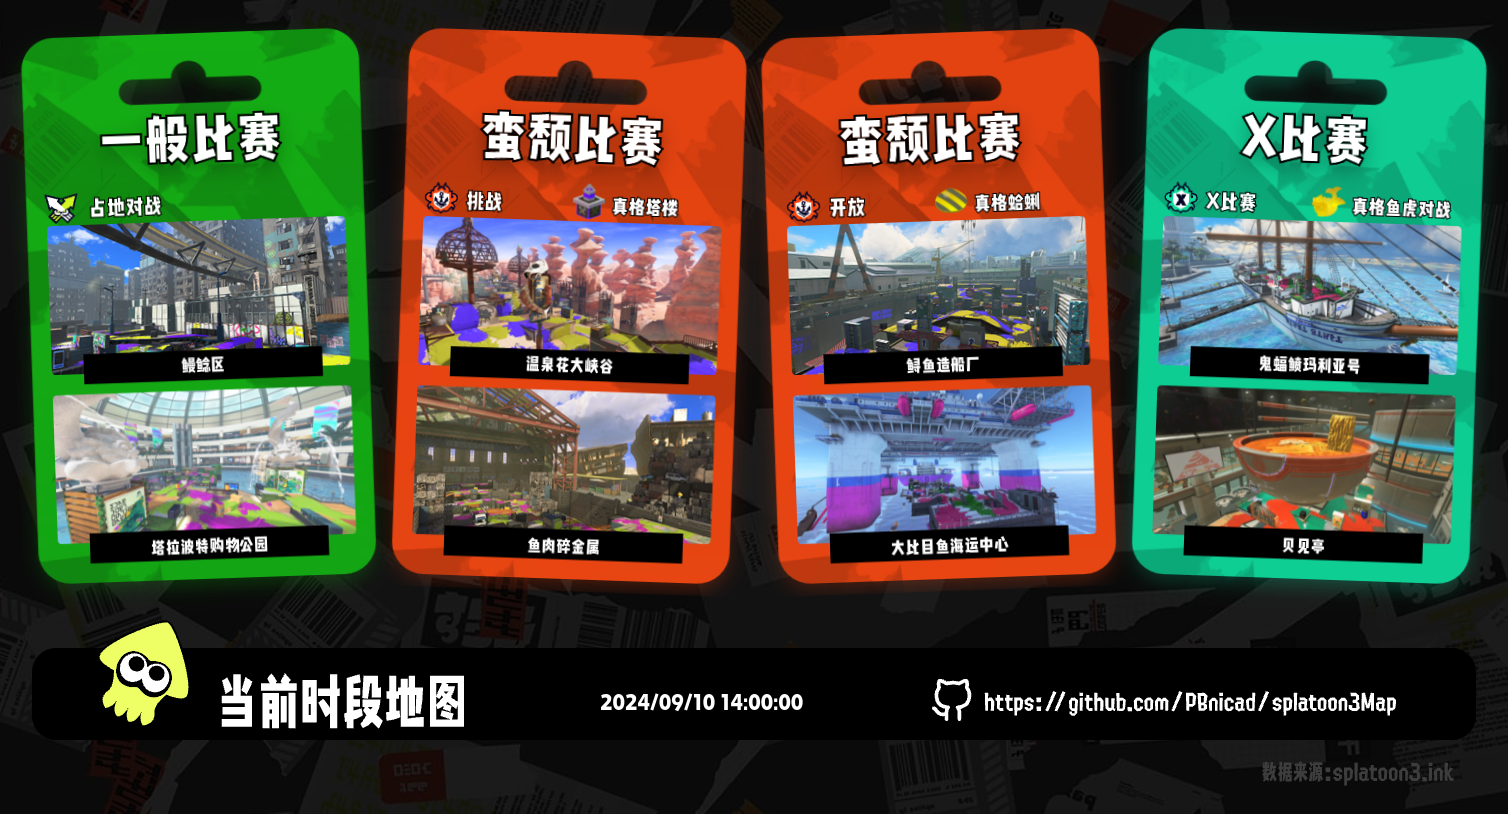 一般比赛
占地对战
鳗鲶区
塔拉波特购物公园
蛮颓比赛
挑战
真格塔楼
温泉花大峡谷
鱼肉碎金属
蛮颓比赛
开放
真格蛤蜊
鲟鱼造船厂
大比目鱼海运中心
X比赛
X比赛
真格鱼虎对战
鬼蝠鲼玛利亚号
贝见亭
当前时段地图
2024/09/10 14:00:00
https://github.com/PBnicad/splatoon3Map
数据来源:splatoon3.ink